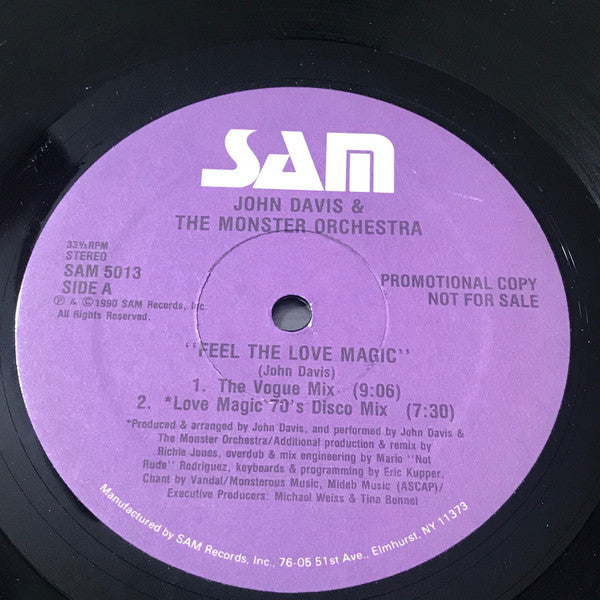 SAM
JOHN DAVIS &
THE MONSTER ORCHESTRA
33⅓ RPM
STEREO
SAM 5013
SIDE A
℗ & ©1990 SAM Records, Inc.
All Rights Reserved.
PROMOTIONAL COPY
NOT FOR SALE
"FEEL THE LOVE MAGIC"
(John Davis)
1. The Vogue Mix (9:06)
2. *Love Magic 70's Disco Mix (7:30)
*Produced and arranged by John Davis, and performed by John Davis &
The Monster Orchestra/Additional production & remix by
Richie Jones, overdub & mix engineering by Mario "Not
Rude" Rodriguez, keyboards & programming by Eric Kupper,
Chant by Vandal/Monsterous Music, Mideb Music (ASCAP)/
Executive Producers: Michael Weiss & Tina Bennet
Manufactured by SAM Records, Inc., 76-05 51st Ave., Elmhurst, NY 11373